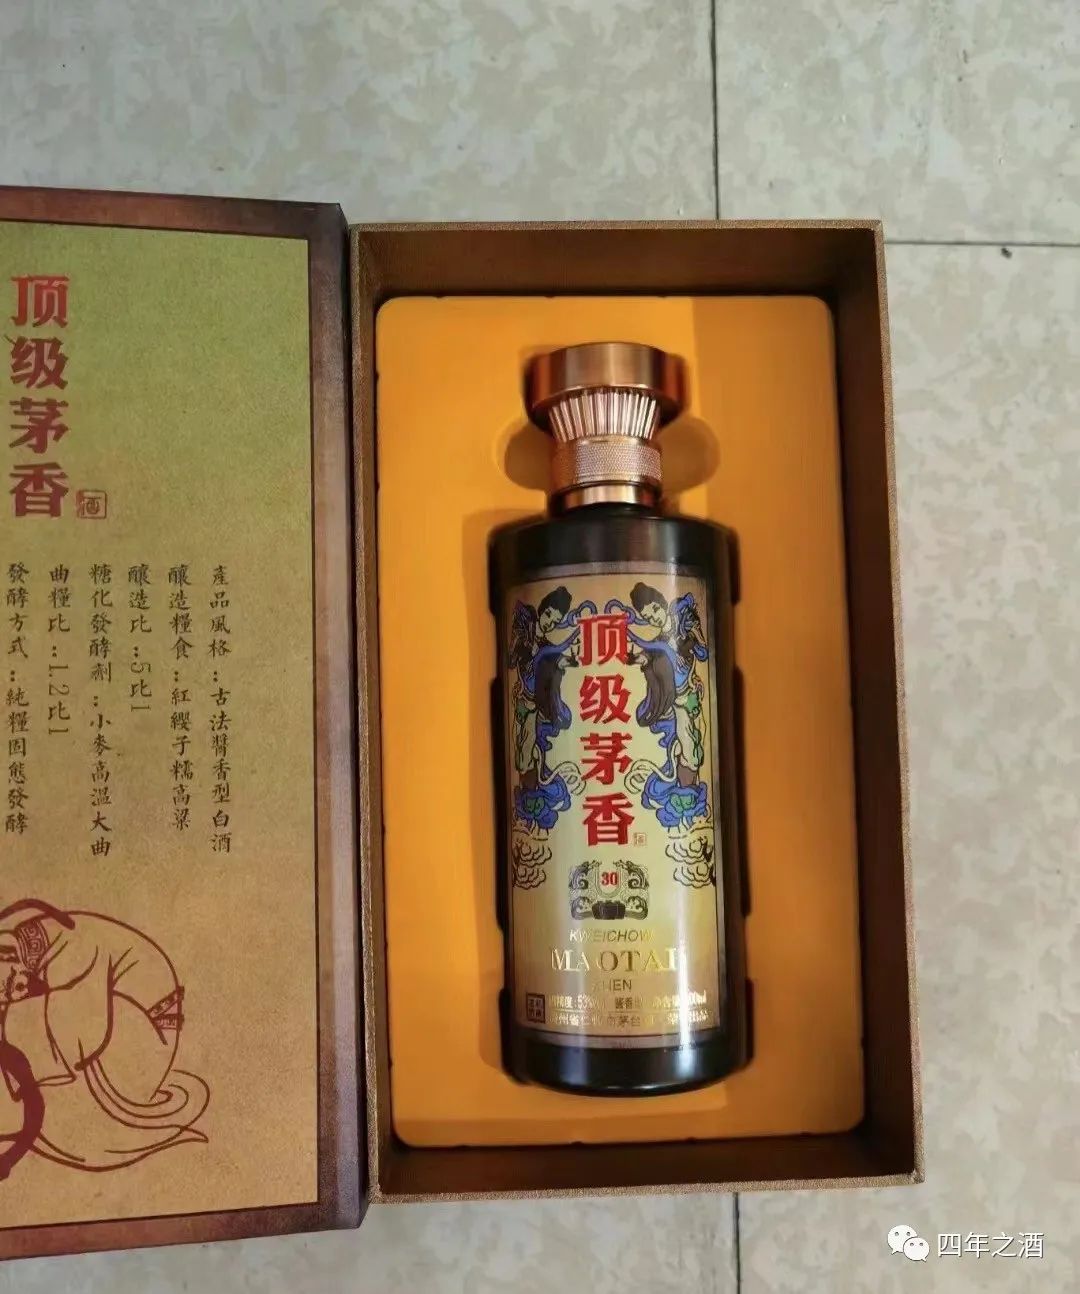 顶级茅香
酒
產品風格：古法醬香型白酒
釀造糧食：紅纓子糯高粱
釀造比：5比1
糖化發酵劑：小麥高溫大曲
曲糧比：1.2比1
發酵方式：純糧固態發酵
顶级茅香
酒
30
KWEICHOW
MAOTAI
ZHEN
四年之酒